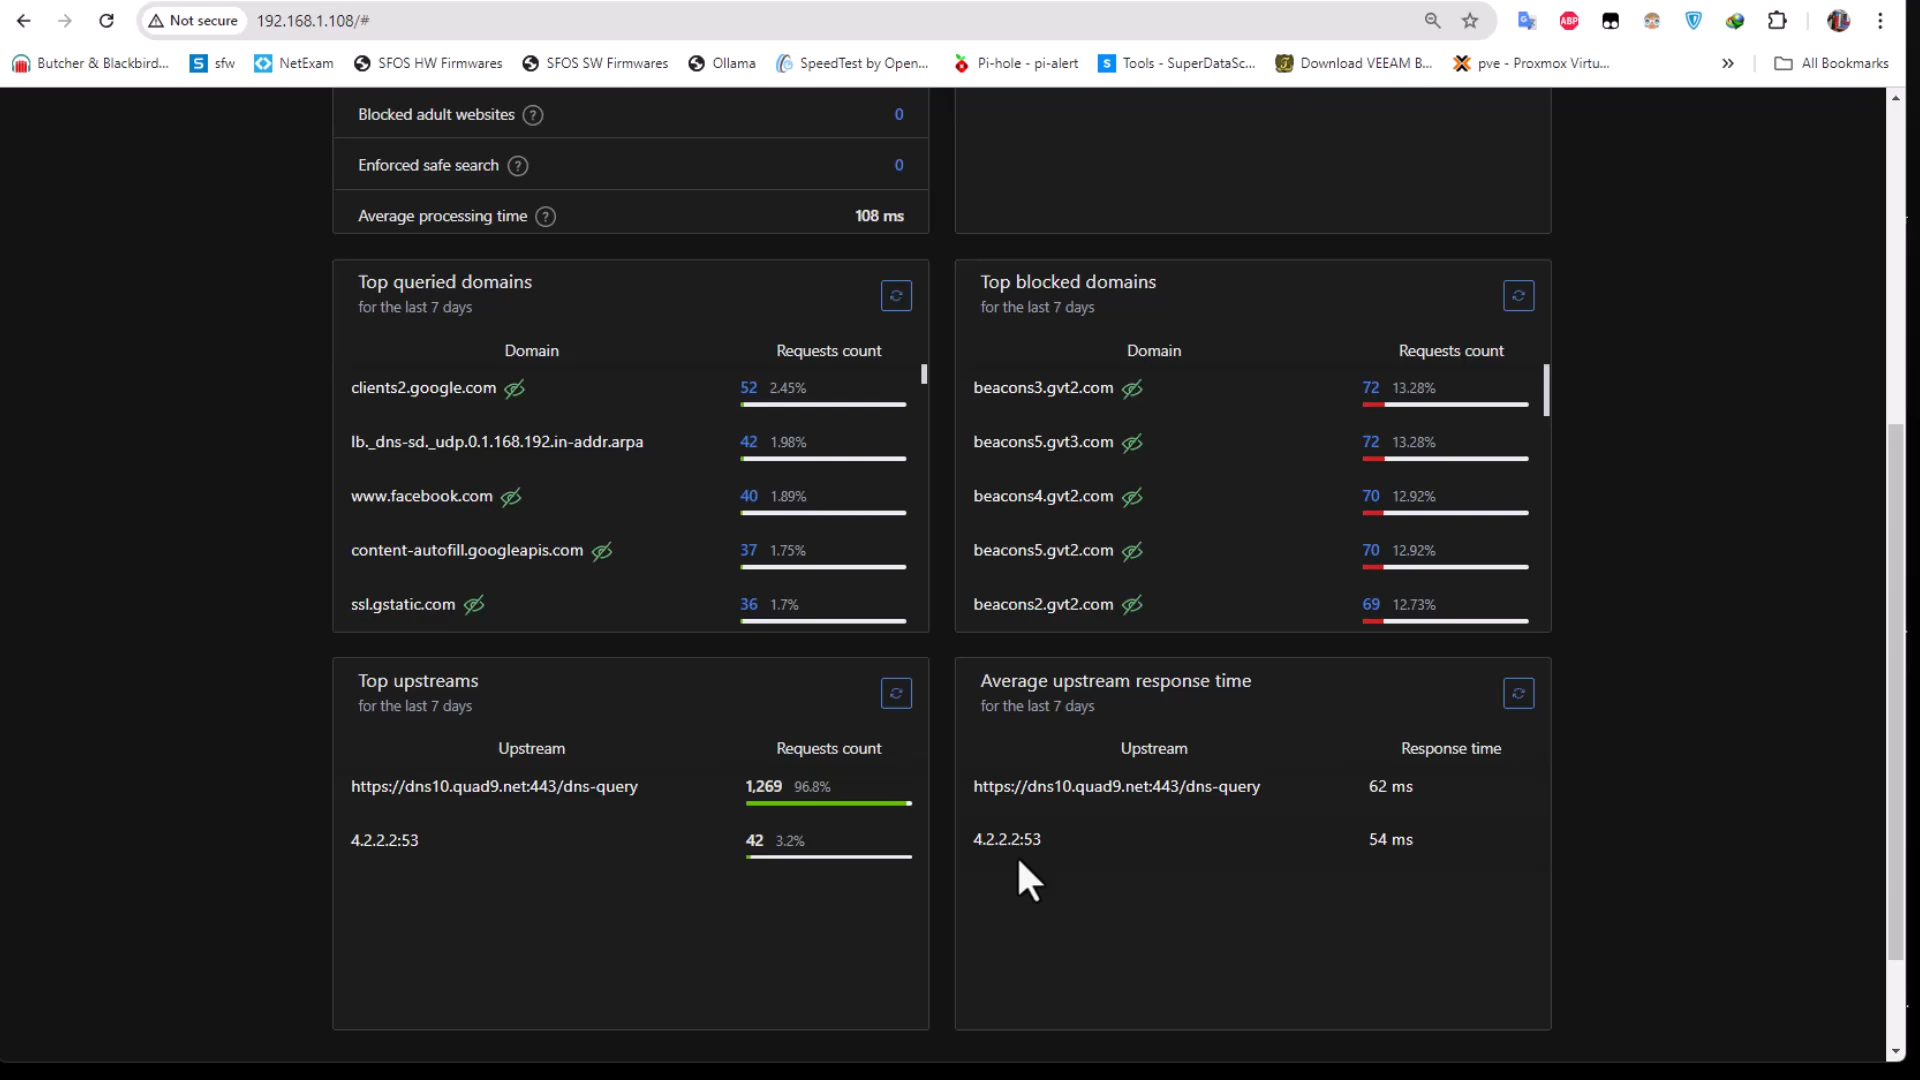 Not secure 192.168.1.108/# ABP
Butcher & Blackbird... S sfw NetExam SFOS HW Firmwares SFOS SW Firmwares Ollama SpeedTest by Open... Pi-hole - pi-alert S Tools - SuperDataSc... Download VEEAM B... pve - Proxmox Virtu... » All Bookmarks
Blocked adult websites ? 0
Enforced safe search ? 0
Average processing time ? 108 ms
Top queried domains
for the last 7 days
Domain Requests count
clients2.google.com 52 2.45%
lb._dns-sd._udp.0.1.168.192.in-addr.arpa 42 1.98%
www.facebook.com 40 1.89%
content-autofill.googleapis.com 37 1.75%
ssl.gstatic.com 36 1.7%
Top blocked domains
for the last 7 days
Domain Requests count
beacons3.gvt2.com 72 13.28%
beacons5.gvt3.com 72 13.28%
beacons4.gvt2.com 70 12.92%
beacons5.gvt2.com 70 12.92%
beacons2.gvt2.com 69 12.73%
Top upstreams
for the last 7 days
Upstream Requests count
https://dns10.quad9.net:443/dns-query 1,269 96.8%
4.2.2.2:53 42 3.2%
Average upstream response time
for the last 7 days
Upstream Response time
https://dns10.quad9.net:443/dns-query 62 ms
4.2.2.2:53 54 ms